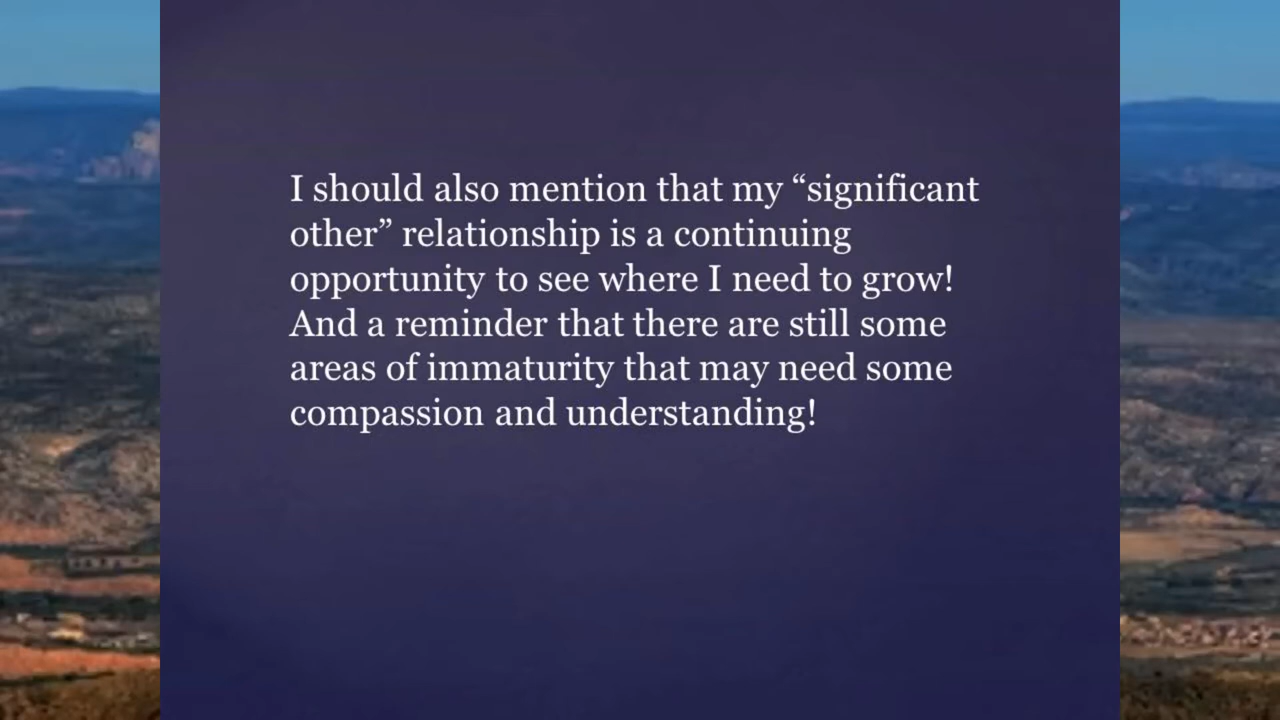 I should also mention that my “significant
other” relationship is a continuing
opportunity to see where I need to grow!
And a reminder that there are still some
areas of immaturity that may need some
compassion and understanding!